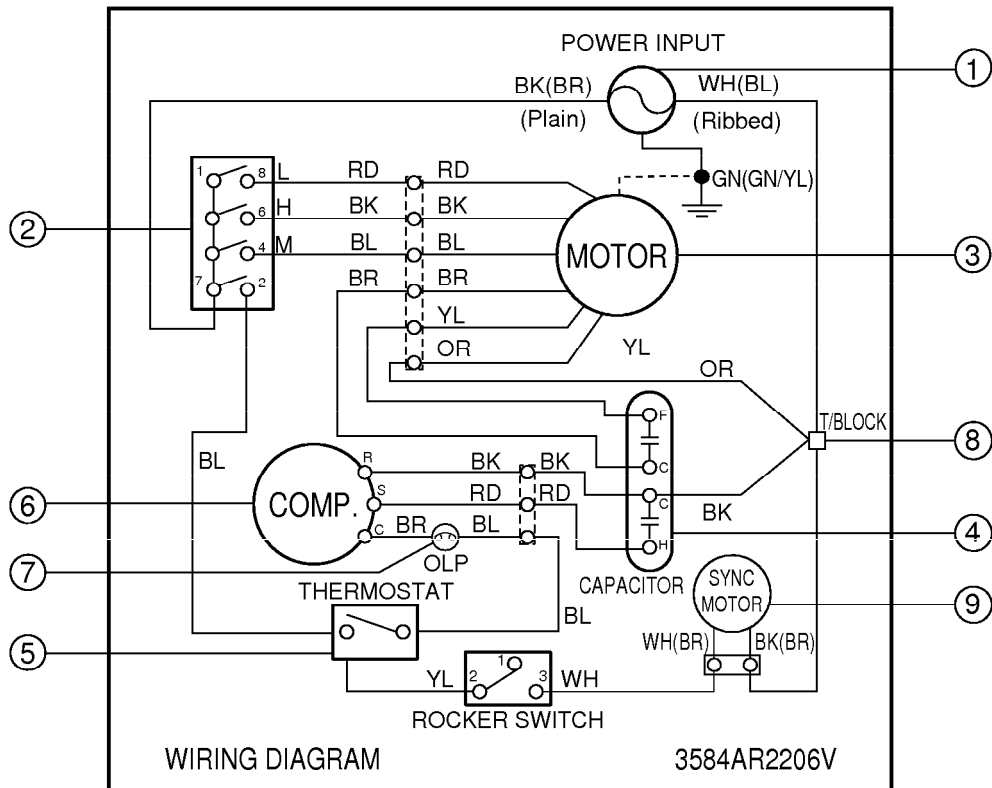 POWER INPUT
1
BK(BR)
WH(BL)
(Plain)
(Ribbed)
1
8
L
RD
RD
GN(GN/YL)
2
6
H
BK
BK
4
M
BL
BL
MOTOR
3
7
2
BR
BR
YL
YL
OR
OR
F
T/BLOCK
8
BL
R
BK
BK
C
6
COMP.
S
RD
RD
C
BK
C
BR
BL
H
4
7
OLP
CAPACITOR
SYNC
MOTOR
9
THERMOSTAT
BL
WH(BR)
BK(BR)
5
1
YL
2
3
WH
ROCKER SWITCH
WIRING DIAGRAM
3584AR2206V